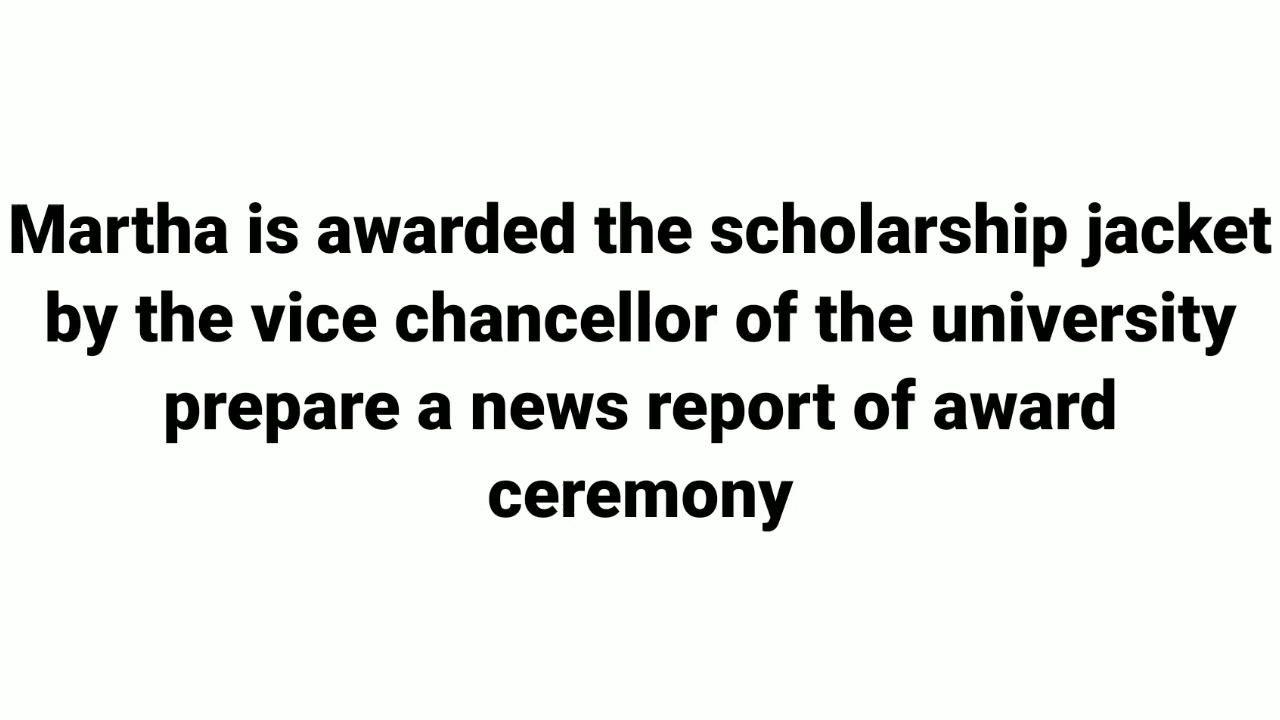 Martha is awarded the scholarship jacket
by the vice chancellor of the university
prepare a news report of award
ceremony